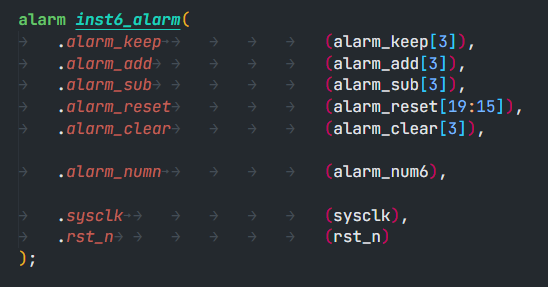 alarm inst6_alarm(
.alarm_keep (alarm_keep[3]),
.alarm_add (alarm_add[3]),
.alarm_sub (alarm_sub[3]),
.alarm_reset (alarm_reset[19:15]),
.alarm_clear (alarm_clear[3]),
.alarm_numn (alarm_num6),
.sysclk (sysclk),
.rst_n (rst_n)
);